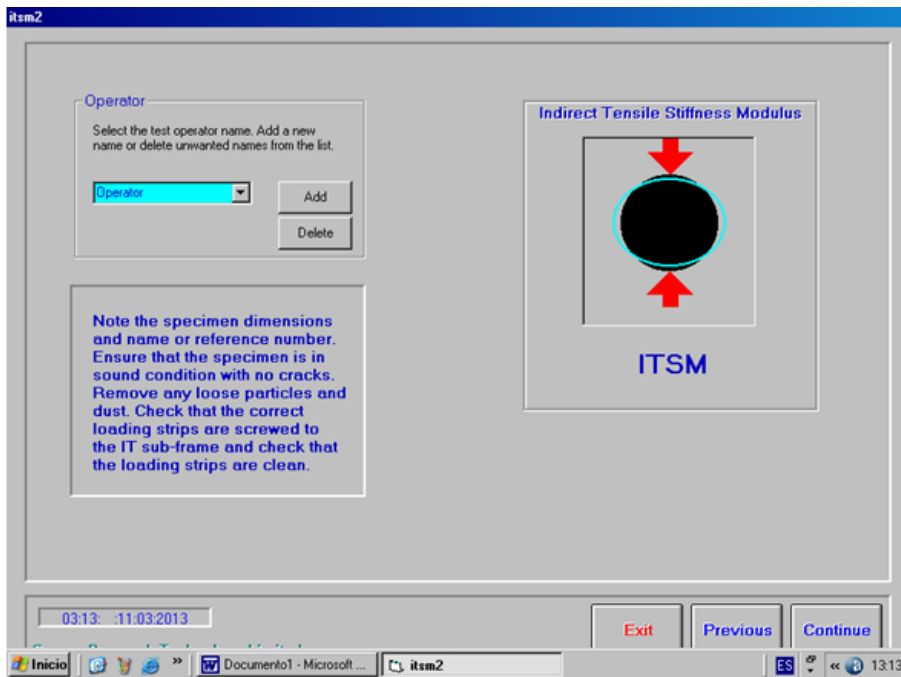 itsm2
Operator
Select the test operator name. Add a new
name or delete unwanted names from the list.
Operator
Add
Delete
Note the specimen dimensions
and name or reference number.
Ensure that the specimen is in
sound condition with no cracks.
Remove any loose particles and
dust. Check that the correct
loading strips are screwed to
the IT sub-frame and check that
the loading strips are clean.
Indirect Tensile Stiffness Modulus
ITSM
03:13: :11:03:2013
Exit
Previous
Continue
Inicio
Documento1 - Microsoft ...
itsm2
ES
13:13